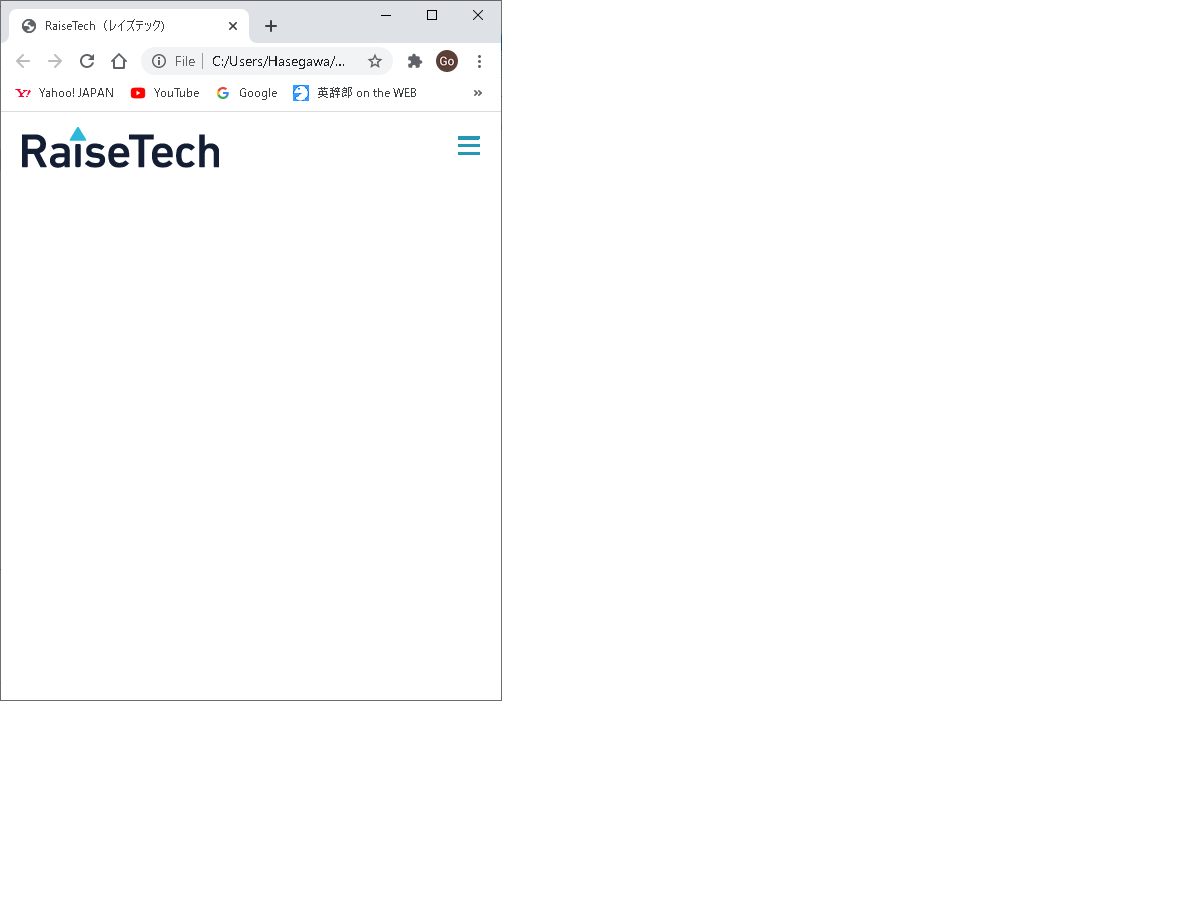 RaiseTech（レイズテック）
File C:/Users/Hasegawa/... Go
Yahoo! JAPAN YouTube Google 英辞郎 on the WEB »
RaiseTech